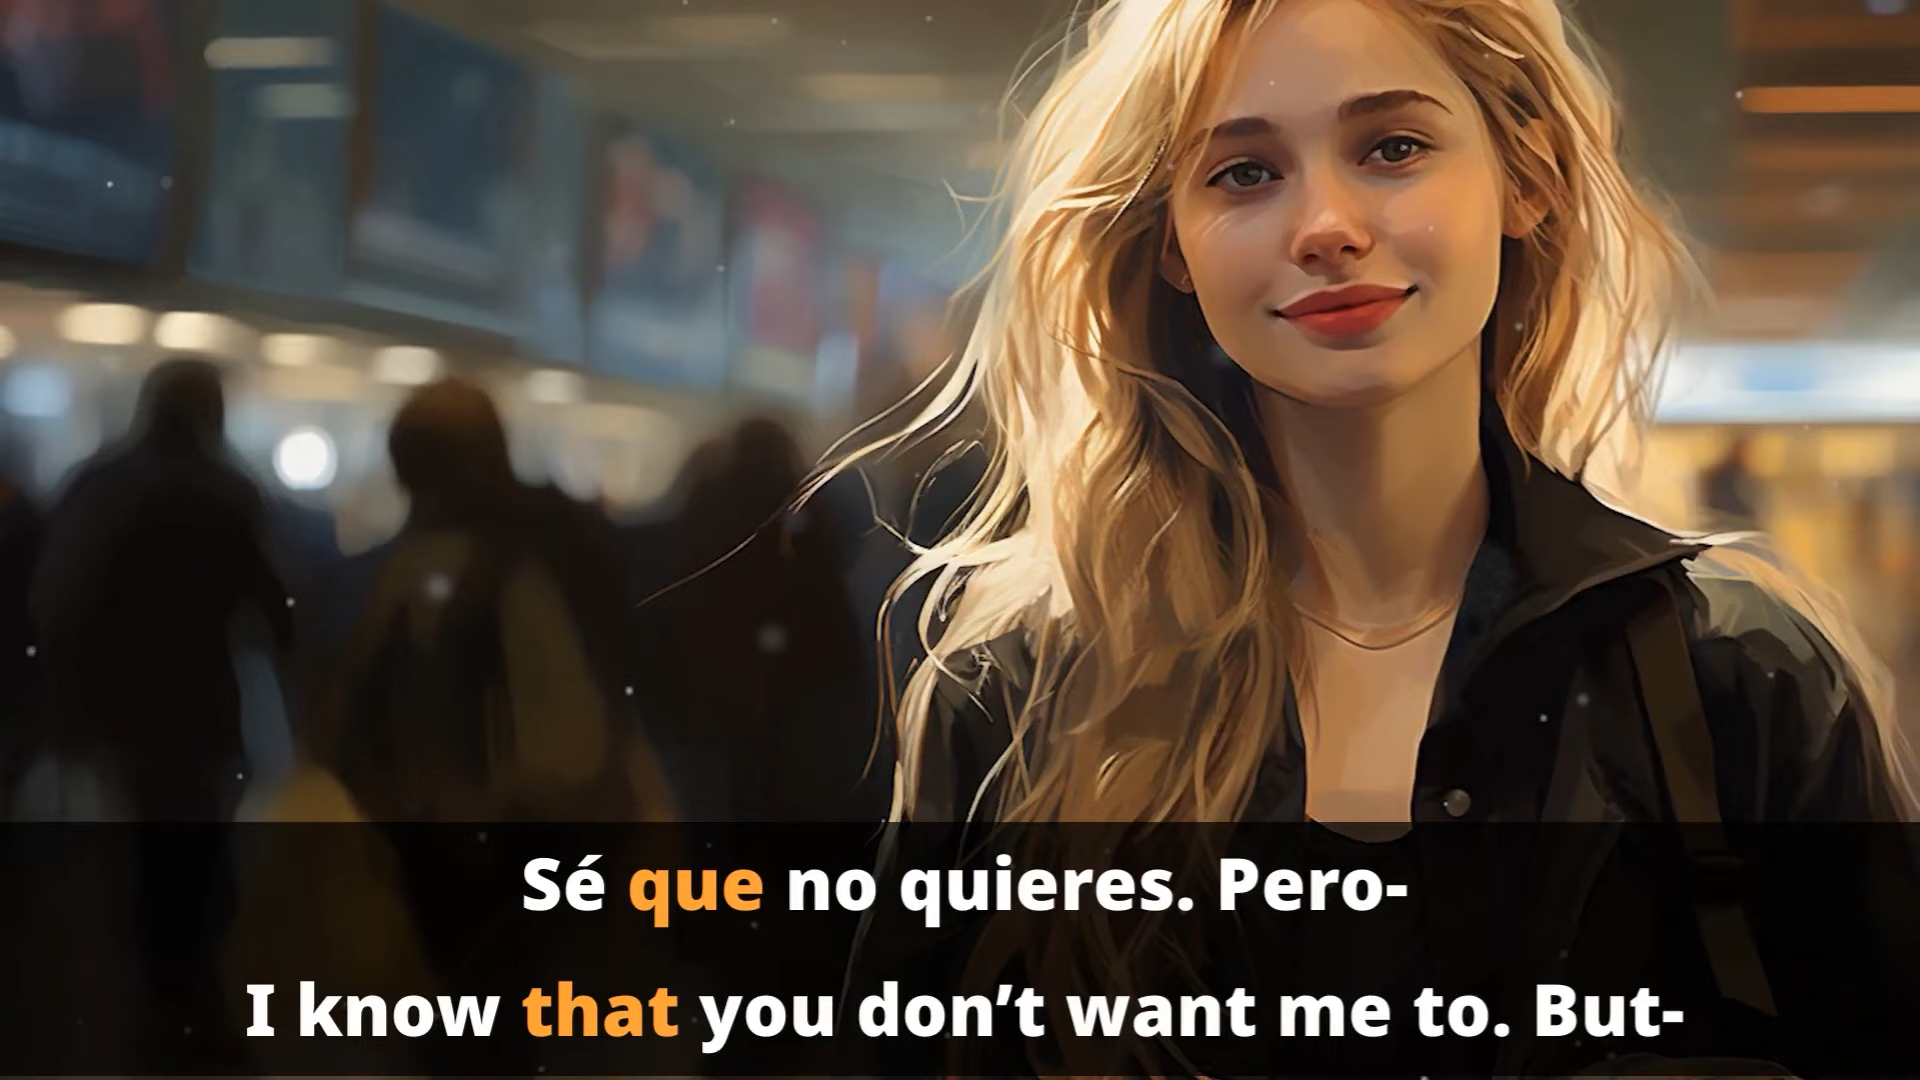 Sé que no quieres. Pero-
I know that you don’t want me to. But-